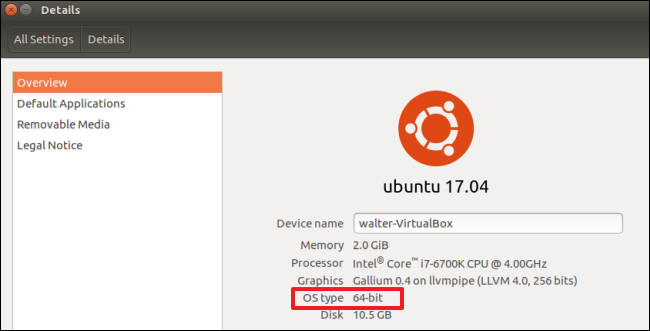 Details
All Settings Details
Overview
Default Applications
Removable Media
Legal Notice
ubuntu 17.04
Device name walter-VirtualBox
Memory 2.0 GiB
Processor Intel® Core™ i7-6700K CPU @ 4.00GHz
Graphics Gallium 0.4 on llvmpipe (LLVM 4.0, 256 bits)
OS type 64-bit
Disk 10.5 GB